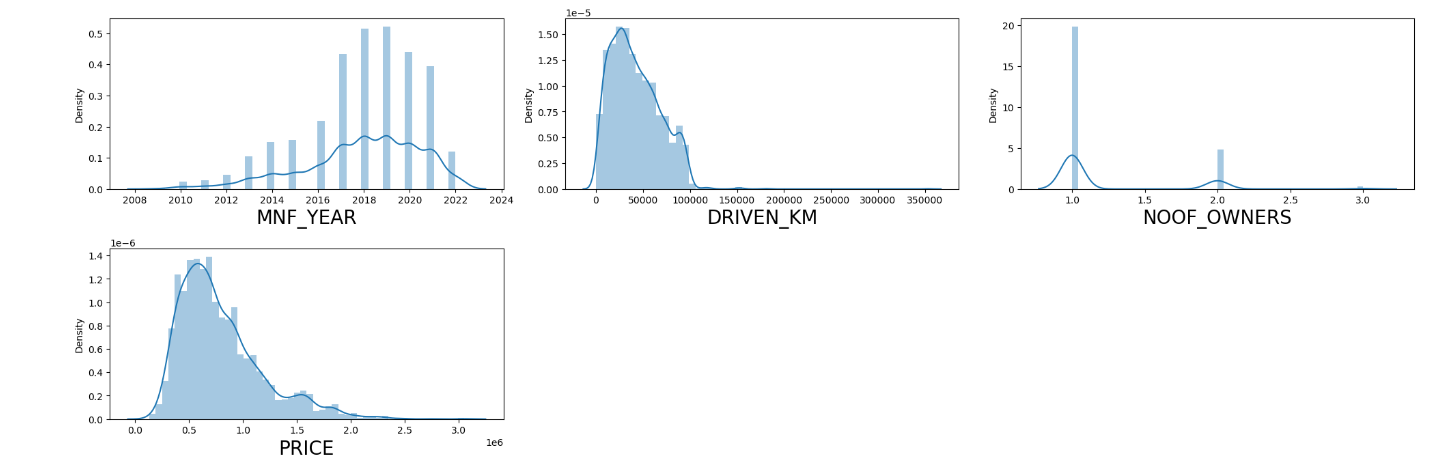 0.5
0.4
0.3
0.2
0.1
0.0
Density
2008 2010 2012 2014 2016 2018 2020 2022 2024
MNF_YEAR
1e−5
1.50
1.25
1.00
0.75
0.50
0.25
0.00
Density
0 50000 100000 150000 200000 250000 300000 350000
DRIVEN_KM
20
15
10
5
0
Density
1.0 1.5 2.0 2.5 3.0
NOOF_OWNERS
1e−6
1.4
1.2
1.0
0.8
0.6
0.4
0.2
0.0
Density
0.0 0.5 1.0 1.5 2.0 2.5 3.0
1e6
PRICE